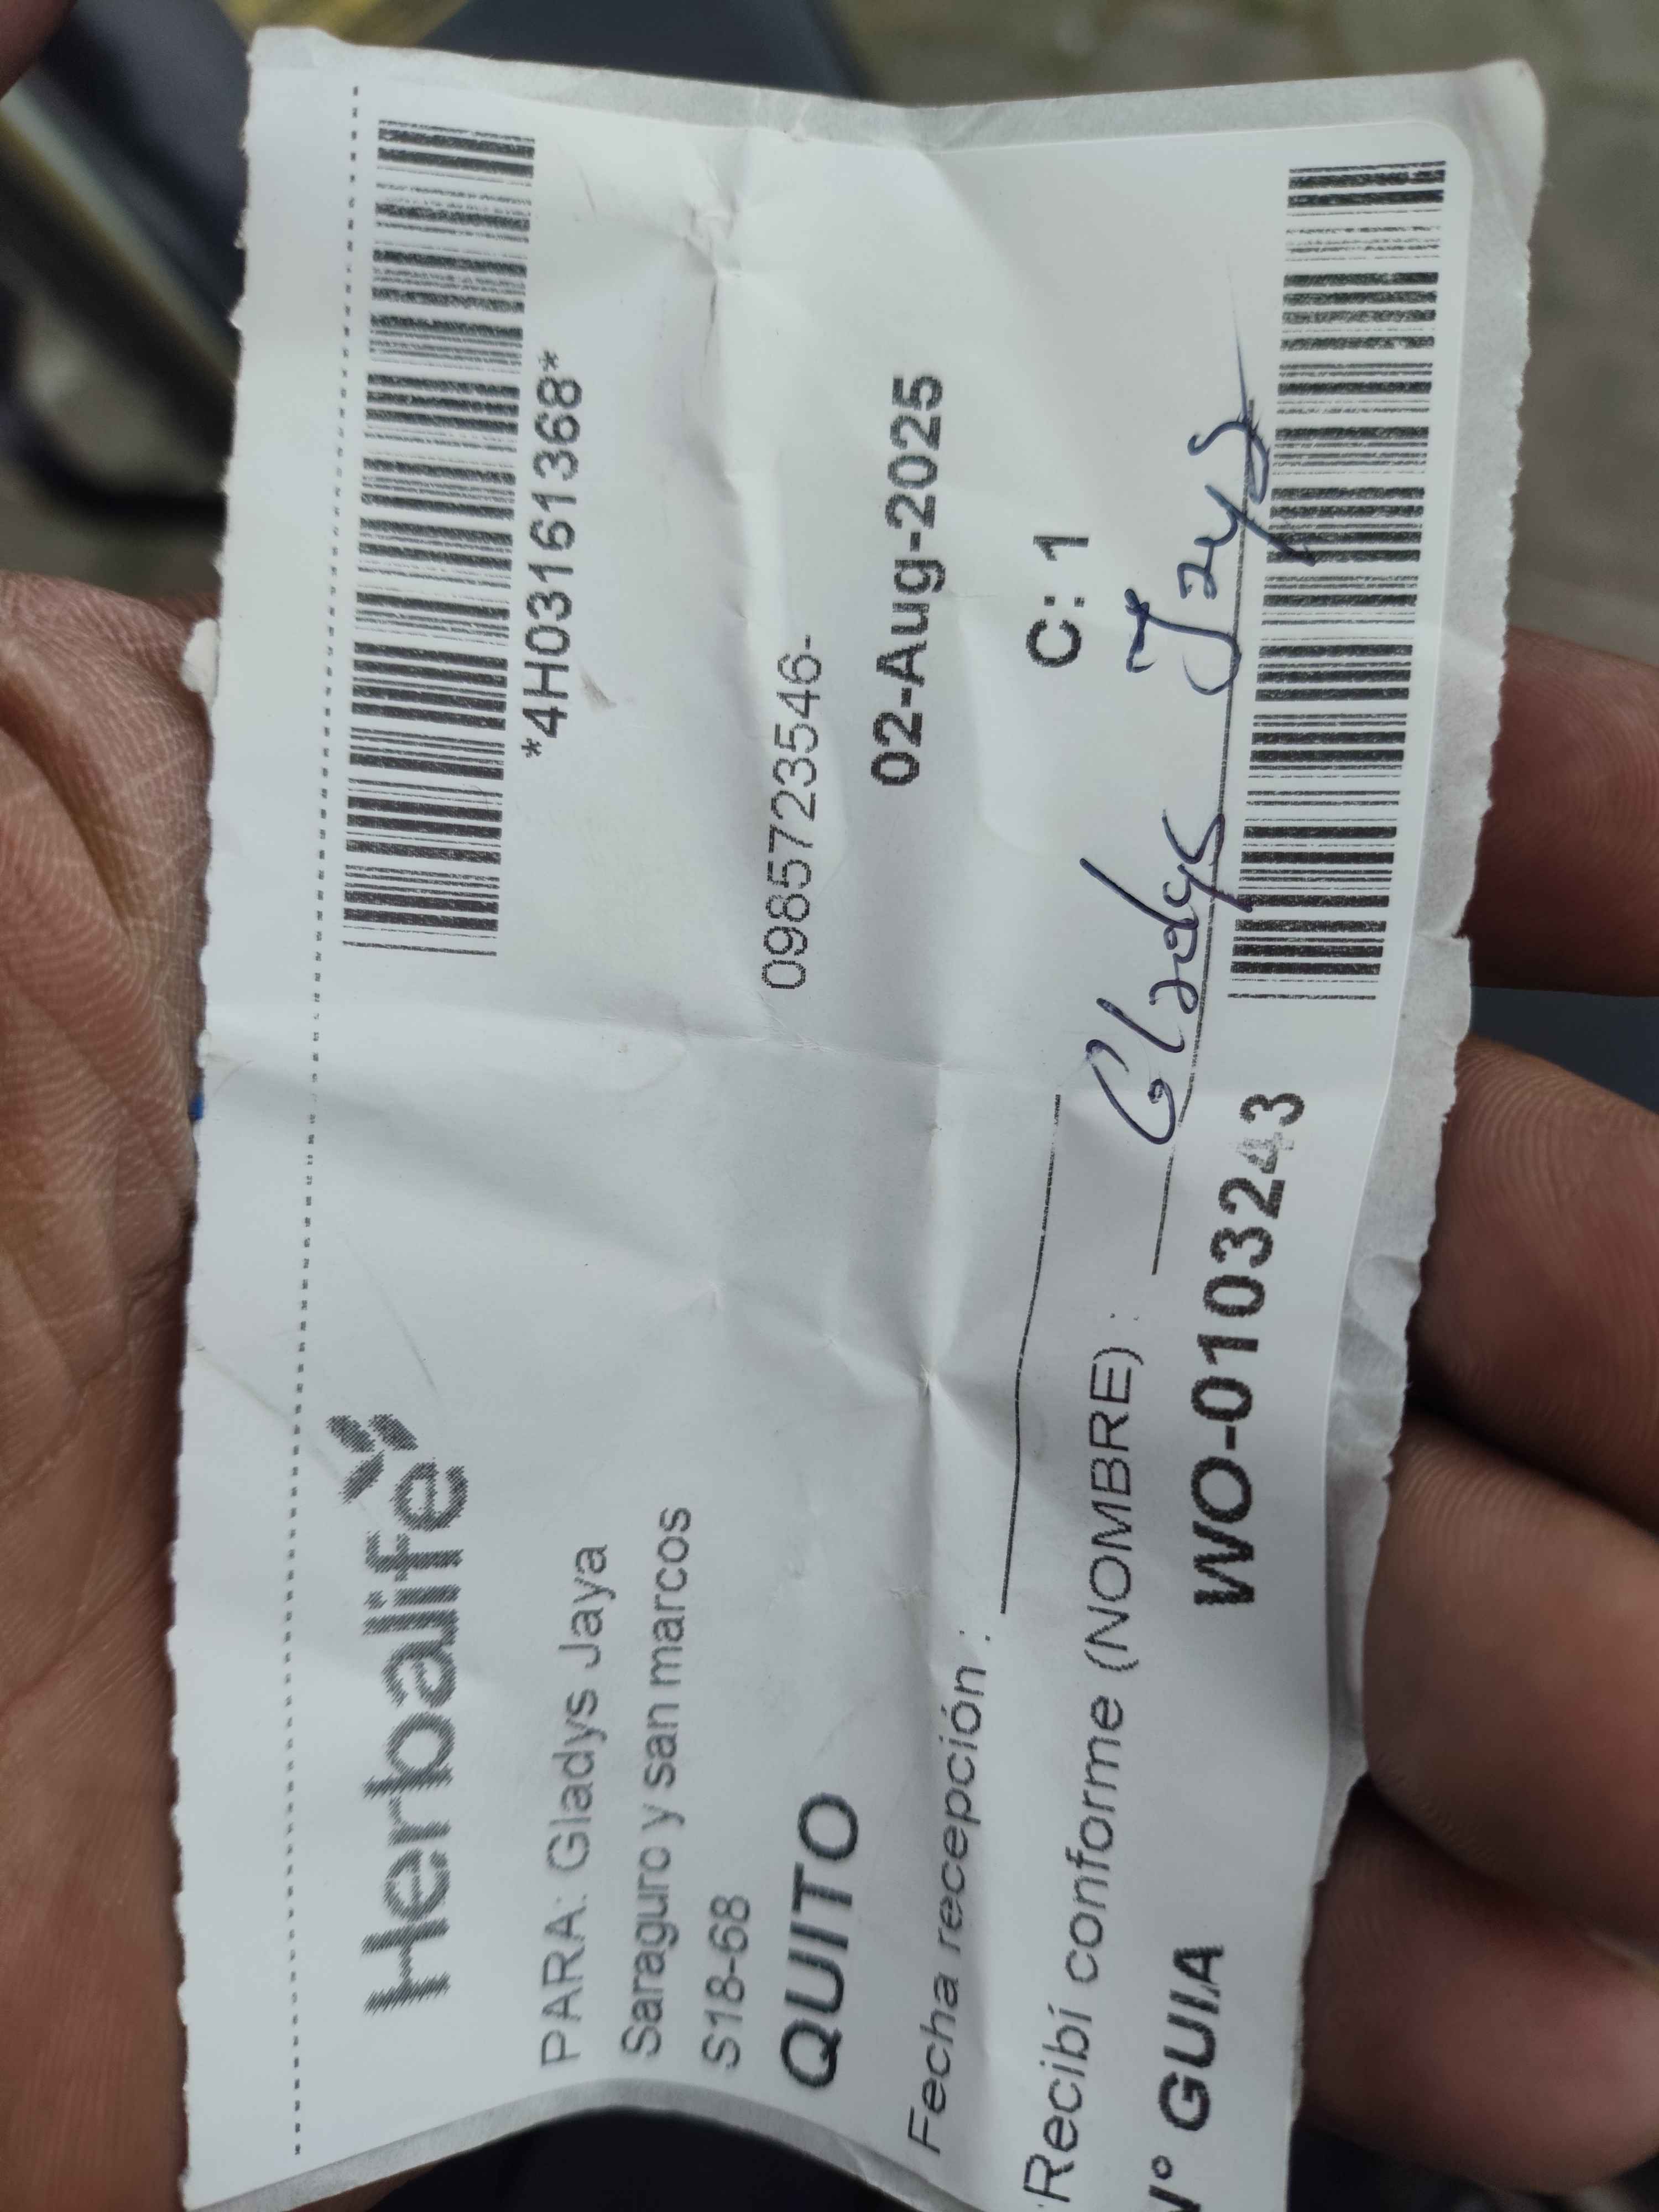 Herbalife
*4H03161368*
PARA: Gladys Jaya
Saraguro y san marcos
S18-68
0985723546-
QUITO
02-Aug-2025
Fecha recepción :
C: 1
Recibí conforme (NOMBRE) : Gladys Jaya
N° GUIA WO-0103243